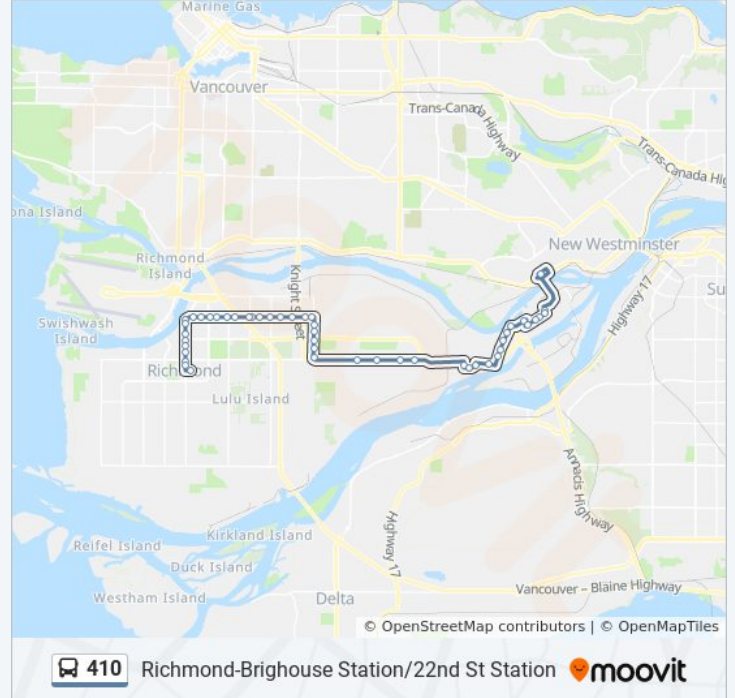 Marine Gas
Vancouver
Trans-Canada Highway
Trans-Canada Hig
ona Island
New Westminster
Richmond
Island
Highway 17
Su
Knight Street
Swishwash
Island
Richmond
Lulu Island
Annacis Highway
Highway 17
Kirkland Island
Reifel Island
Duck Island
Vancouver – Blaine Highway
Westham Island
Delta
© OpenStreetMap contributors | © OpenMapTiles
410 Richmond-Brighouse Station/22nd St Station moovit